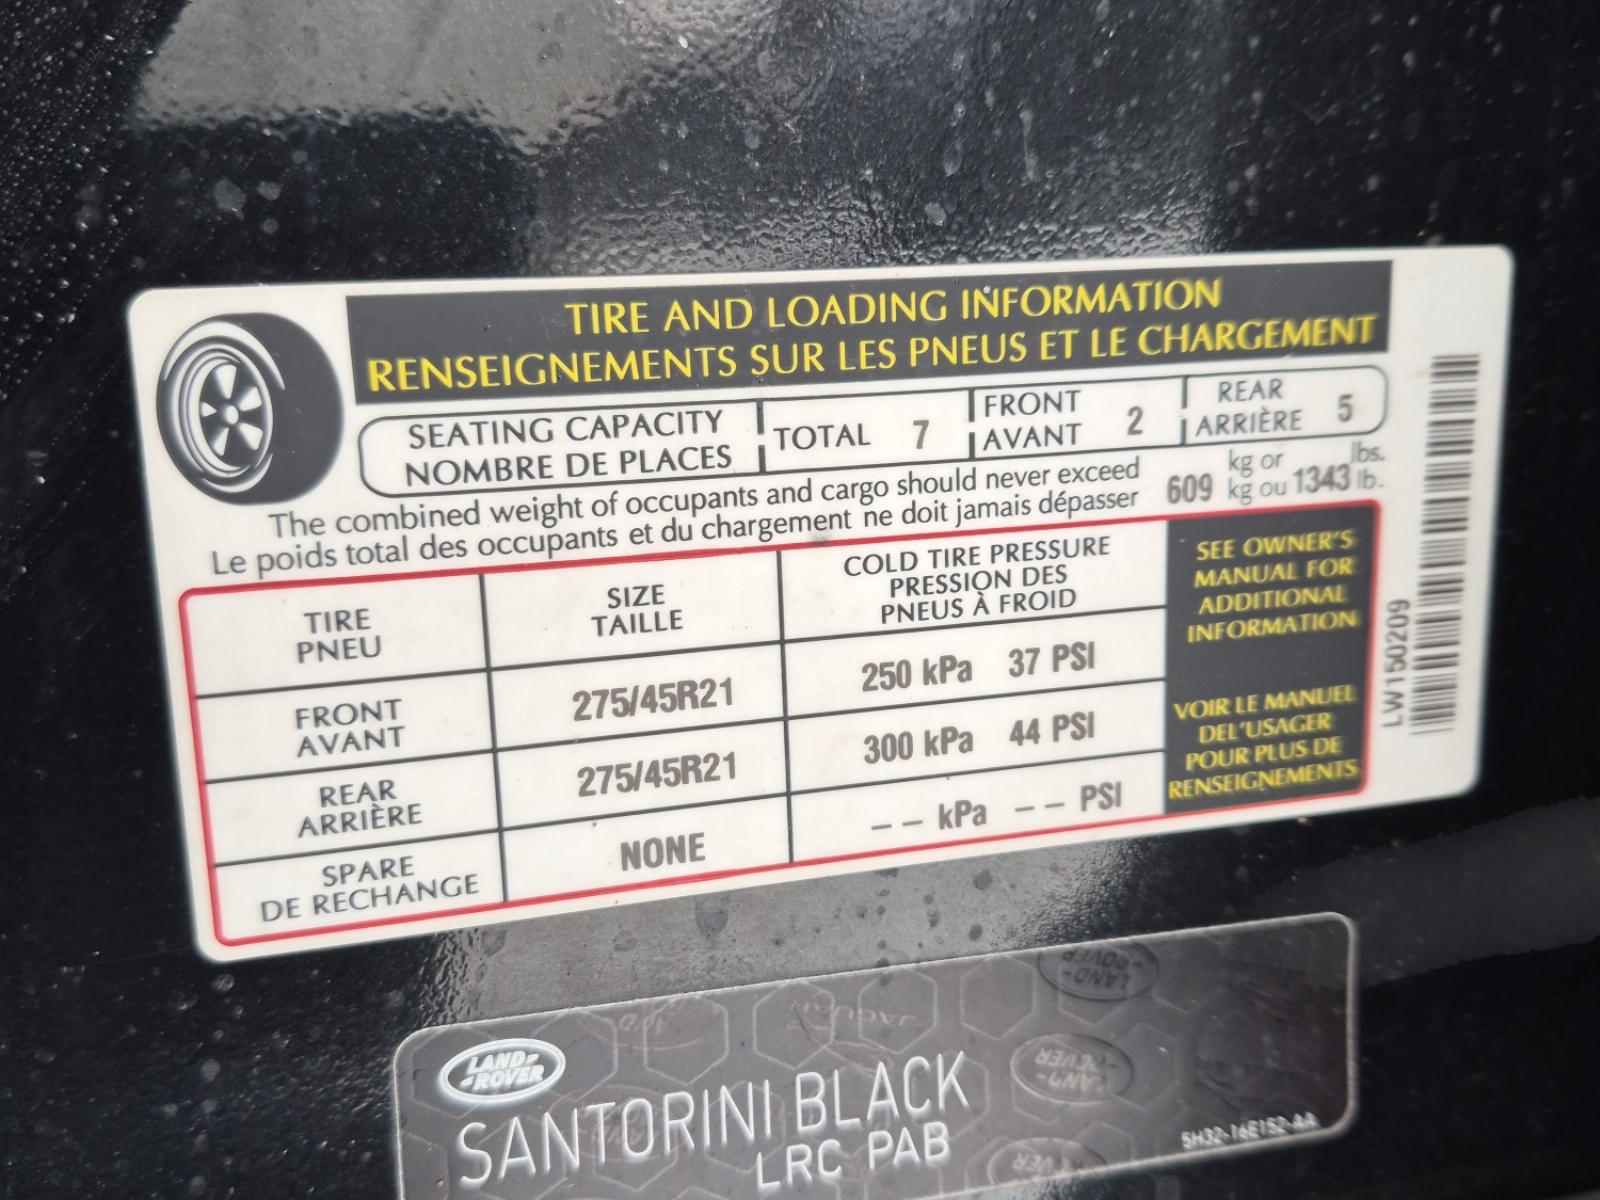 TIRE AND LOADING INFORMATION
RENSEIGNEMENTS SUR LES PNEUS ET LE CHARGEMENT
SEATING CAPACITY
NOMBRE DE PLACES
TOTAL 7
FRONT
AVANT
2
REAR
ARRIÈRE
5
The combined weight of occupants and cargo should never exceed
Le poids total des occupants et du chargement ne doit jamais dépasser
609
kg or
kg ou
1343
lbs.
lb.
TIRE
PNEU
SIZE
TAILLE
COLD TIRE PRESSURE
PRESSION DES
PNEUS À FROID
FRONT
AVANT
275/45R21
250 kPa 37 PSI
REAR
ARRIÈRE
275/45R21
300 kPa 44 PSI
SPARE
DE RECHANGE
NONE
-- kPa -- PSI
SEE OWNER'S
MANUAL FOR
ADDITIONAL
INFORMATION
VOIR LE MANUEL
DEL'USAGER
POUR PLUS DE
RENSEIGNEMENTS
LW150209
LAND-
-ROVER
SANTORINI BLACK
LRC PAB
5H32-16E152-AA